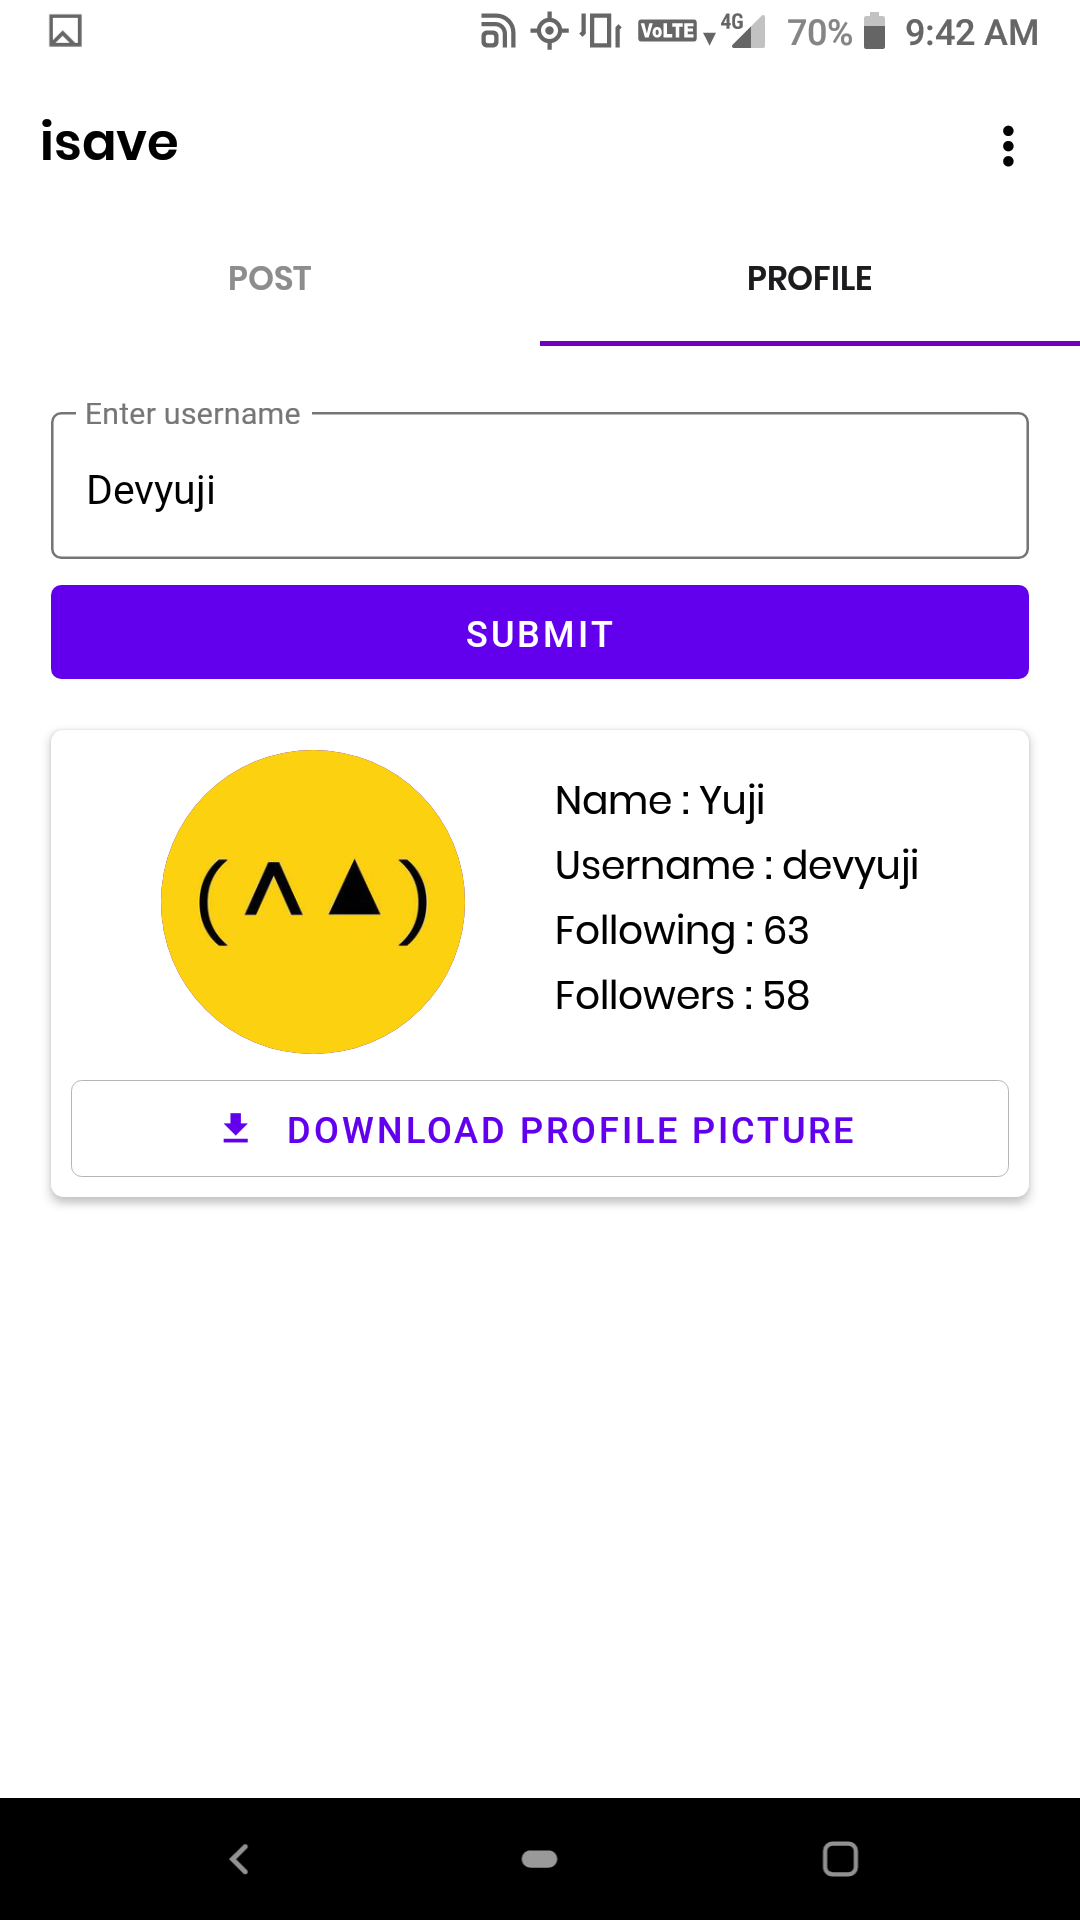 VoLTE 4G 70% 9:42 AM
isave
POST PROFILE
Enter username
Devyuji
SUBMIT
(^▲)
Name : Yuji
Username : devyuji
Following : 63
Followers : 58
DOWNLOAD PROFILE PICTURE